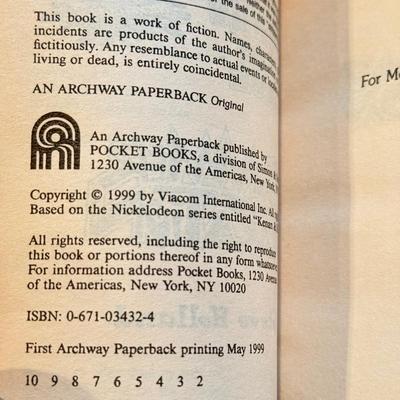 of the sale of this
This book is a work of fiction. Names,
incidents are products of the author's
fictitiously. Any resemblance to actual events or
living or dead, is entirely coincidental.
AN ARCHWAY PAPERBACK Original
An Archway Paperback published by
POCKET BOOKS, a division of Simon
1230 Avenue of the Americas, New York,
Copyright © 1999 by Viacom International Inc. All
Based on the Nickelodeon series entitled "Kenan
All rights reserved, including the right to reproduce
this book or portions thereof in any form
For information address Pocket Books, 1230
of the Americas, New York, NY 10020
ISBN: 0-671-03432-4
First Archway Paperback printing May 1999
10 9 8 7 6 5 4 3 2
For